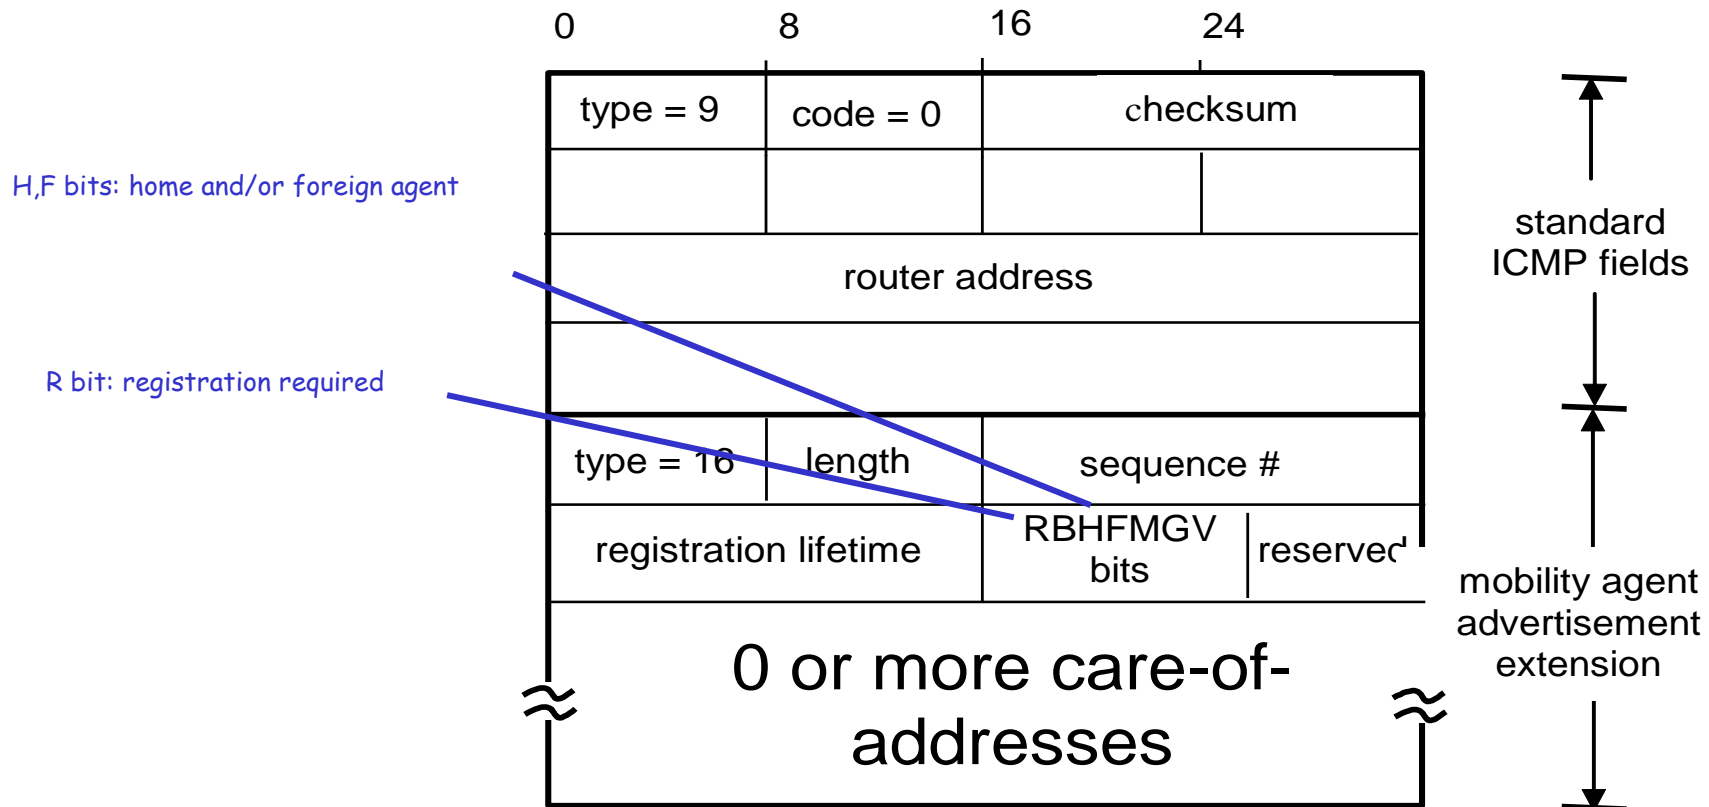 0 8 16 24
type = 9 code = 0 checksum
H,F bits: home and/or foreign agent
standard
ICMP fields
router address
R bit: registration required
type = 16 length sequence #
registration lifetime RBHFMGV
bits reserved
mobility agent
advertisement
extension
0 or more care-of-
addresses